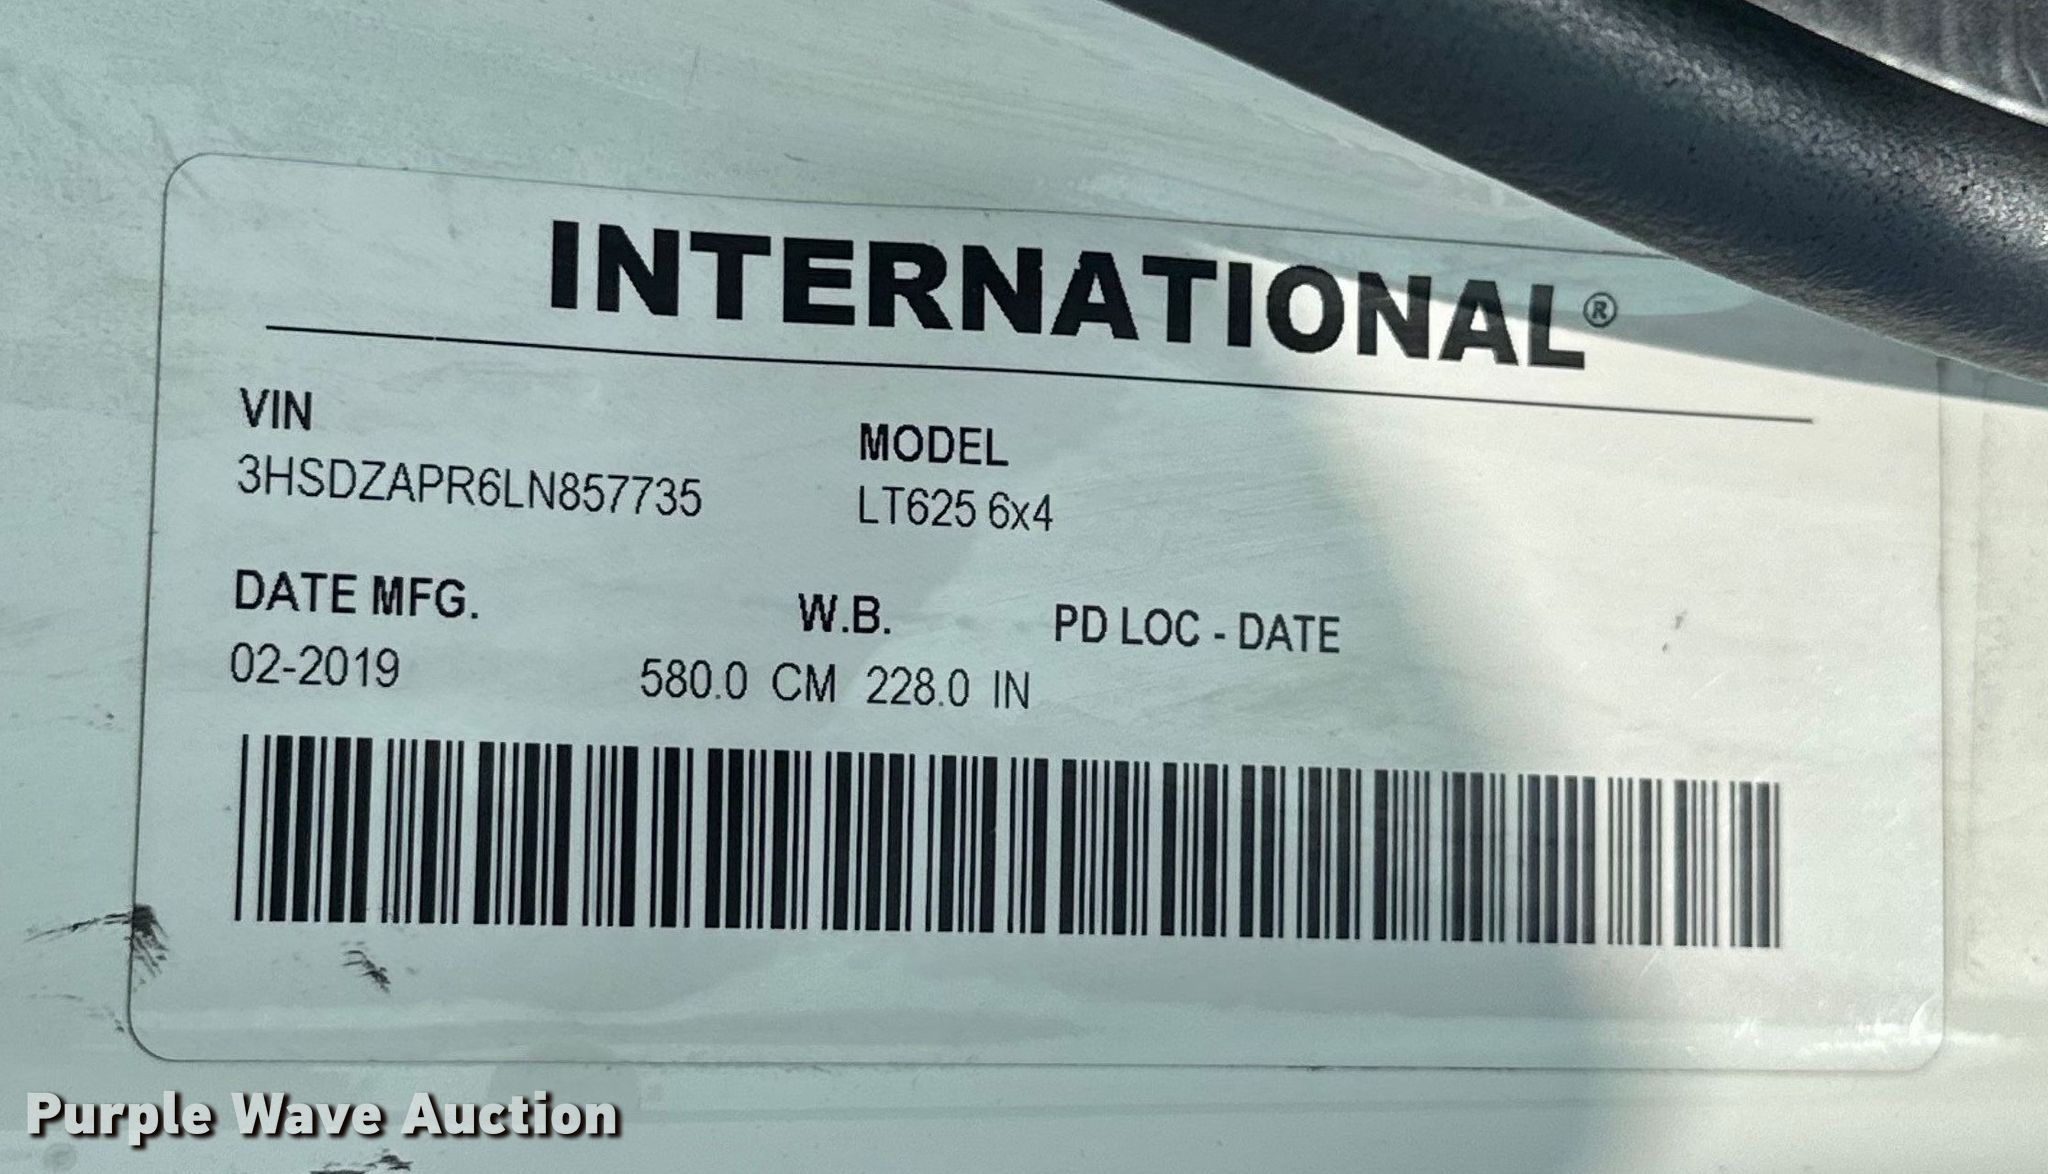 INTERNATIONAL®
VIN
3HSDZAPR6LN857735
MODEL
LT625 6x4
DATE MFG.
02-2019
W.B.
580.0 CM 228.0 IN
PD LOC - DATE
Purple Wave Auction